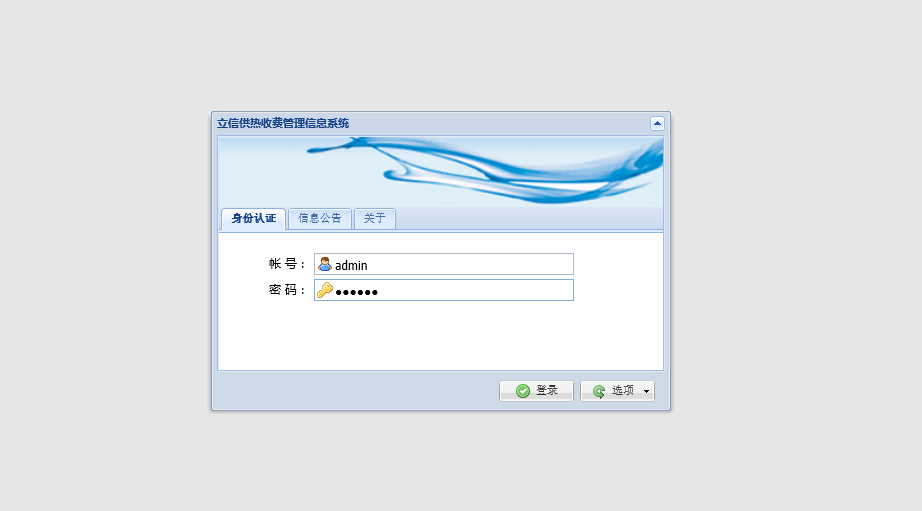 立信供热收费管理信息系统
身份认证 信息公告 关于
帐 号： admin
密 码： ●●●●●●
登录 选项